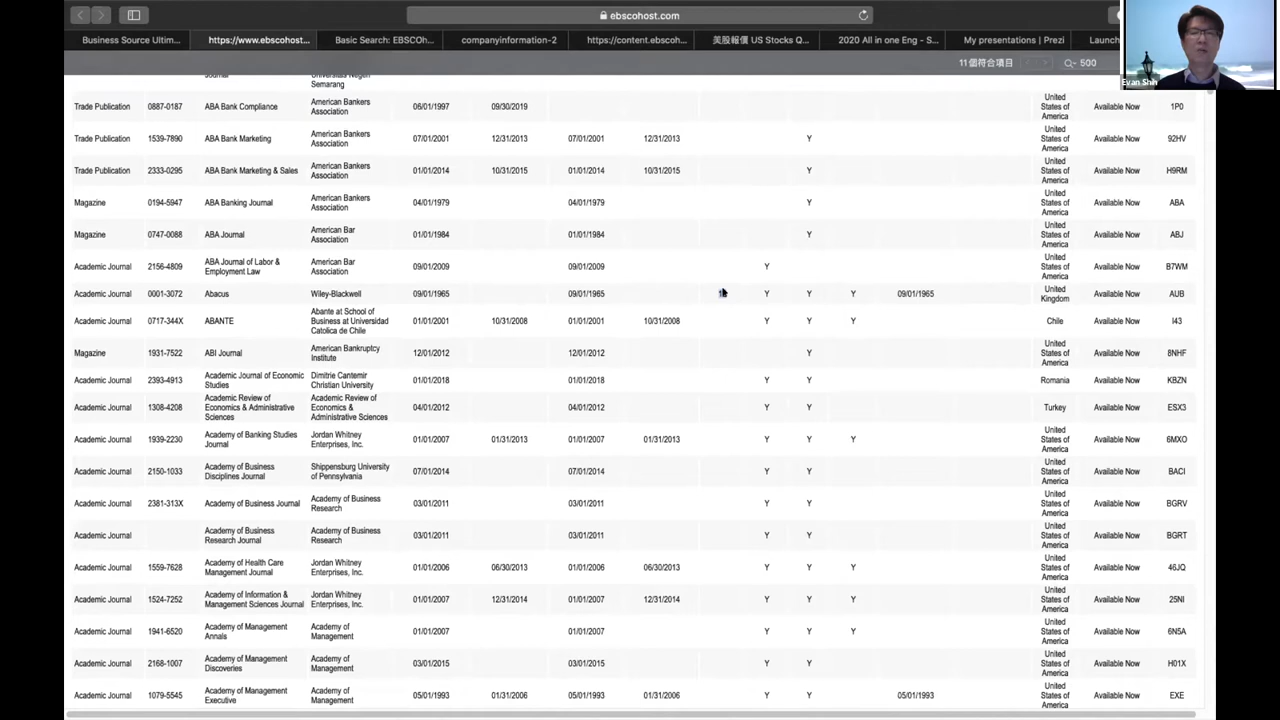 ebscohost.com
Business Source Ultim...
https://www.ebscohost...
Basic Search: EBSCOh...
companyinformation-2
https://content.ebscoh...
美股報價 US Stocks Q...
2020 All in one Eng - S...
My presentations | Prezi
Launch
Evan Shih
11個符合項目
500
Journal
Universitas Negeri
Semarang
Trade Publication 0887-0187 ABA Bank Compliance American Bankers Association 06/01/1997 09/30/2019 United States of America Available Now 1P0
Trade Publication 1539-7890 ABA Bank Marketing American Bankers Association 07/01/2001 12/31/2013 07/01/2001 12/31/2013 Y United States of America Available Now 92HV
Trade Publication 2333-0295 ABA Bank Marketing & Sales American Bankers Association 01/01/2014 10/31/2015 01/01/2014 10/31/2015 Y United States of America Available Now H9RM
Magazine 0194-5947 ABA Banking Journal American Bankers Association 04/01/1979 04/01/1979 Y United States of America Available Now ABA
Magazine 0747-0088 ABA Journal American Bar Association 01/01/1984 01/01/1984 Y United States of America Available Now ABJ
Academic Journal 2156-4809 ABA Journal of Labor & Employment Law American Bar Association 09/01/2009 09/01/2009 Y United States of America Available Now B7WM
Academic Journal 0001-3072 Abacus Wiley-Blackwell 09/01/1965 09/01/1965 Y Y Y 09/01/1965 United Kingdom Available Now AUB
Academic Journal 0717-344X ABANTE Abante at School of Business at Universidad Catolica de Chile 01/01/2001 10/31/2008 01/01/2001 10/31/2008 Y Y Y Chile Available Now I43
Magazine 1931-7522 ABI Journal American Bankruptcy Institute 12/01/2012 12/01/2012 Y United States of America Available Now 8NHF
Academic Journal 2393-4913 Academic Journal of Economic Studies Dimitrie Cantemir Christian University 01/01/2018 01/01/2018 Y Y Romania Available Now KBZN
Academic Journal 1308-4208 Academic Review of Economics & Administrative Sciences Academic Review of Economics & Administrative Sciences 04/01/2012 04/01/2012 Y Y Turkey Available Now ESX3
Academic Journal 1939-2230 Academy of Banking Studies Journal Jordan Whitney Enterprises, Inc. 01/01/2007 01/31/2013 01/01/2007 01/31/2013 Y Y Y United States of America Available Now 6MXO
Academic Journal 2150-1033 Academy of Business Disciplines Journal Shippensburg University of Pennsylvania 07/01/2014 07/01/2014 Y Y United States of America Available Now BACI
Academic Journal 2381-313X Academy of Business Journal Academy of Business Research 03/01/2011 03/01/2011 Y Y United States of America Available Now BGRV
Academic Journal Academy of Business Research Journal Academy of Business Research 03/01/2011 03/01/2011 Y Y United States of America Available Now BGRT
Academic Journal 1559-7628 Academy of Health Care Management Journal Jordan Whitney Enterprises, Inc. 01/01/2006 06/30/2013 01/01/2006 06/30/2013 Y Y Y United States of America Available Now 46JQ
Academic Journal 1524-7252 Academy of Information & Management Sciences Journal Jordan Whitney Enterprises, Inc. 01/01/2007 12/31/2014 01/01/2007 12/31/2014 Y Y Y United States of America Available Now 25NI
Academic Journal 1941-6520 Academy of Management Annals Academy of Management 01/01/2007 01/01/2007 Y Y Y United States of America Available Now 6N5A
Academic Journal 2168-1007 Academy of Management Discoveries Academy of Management 03/01/2015 03/01/2015 Y Y United States of America Available Now H01X
Academic Journal 1079-5545 Academy of Management Executive Academy of Management 05/01/1993 01/31/2006 05/01/1993 01/31/2006 Y Y 05/01/1993 United States of America Available Now EXE